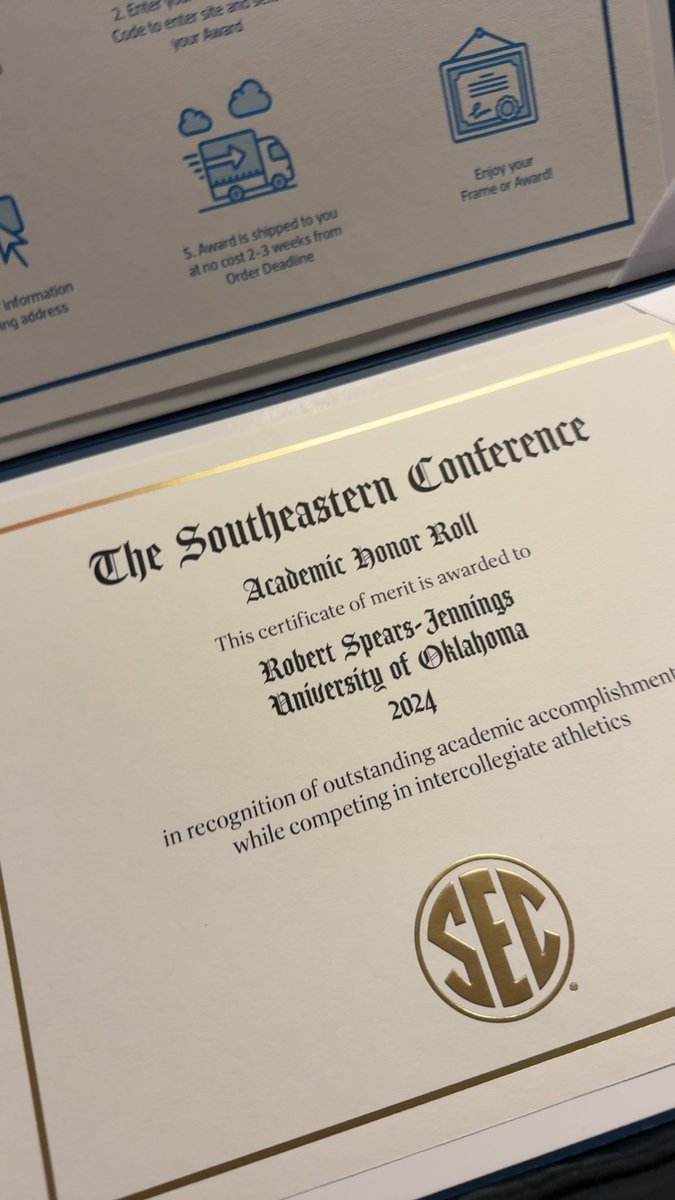 2. Enter
Code to enter site and
your Award
Enjoy your
Frame or Award!
5. Award is shipped to you
at no cost 2-3 weeks from
Order Deadline
information
address
The Southeastern Conference
Academic Honor Roll
This certificate of merit is awarded to
Robert Spears-Jennings
University of Oklahoma
2024
in recognition of outstanding academic accomplishment
while competing in intercollegiate athletics
SEC